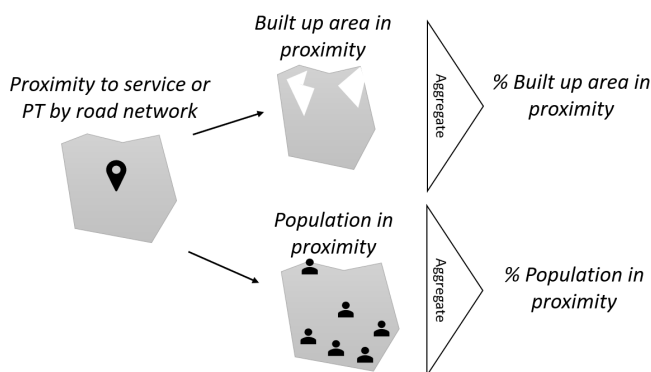 Proximity to service or
PT by road network
Built up area in
proximity
Aggregate
% Built up area in
proximity
Population in
proximity
Aggregate
% Population in
proximity